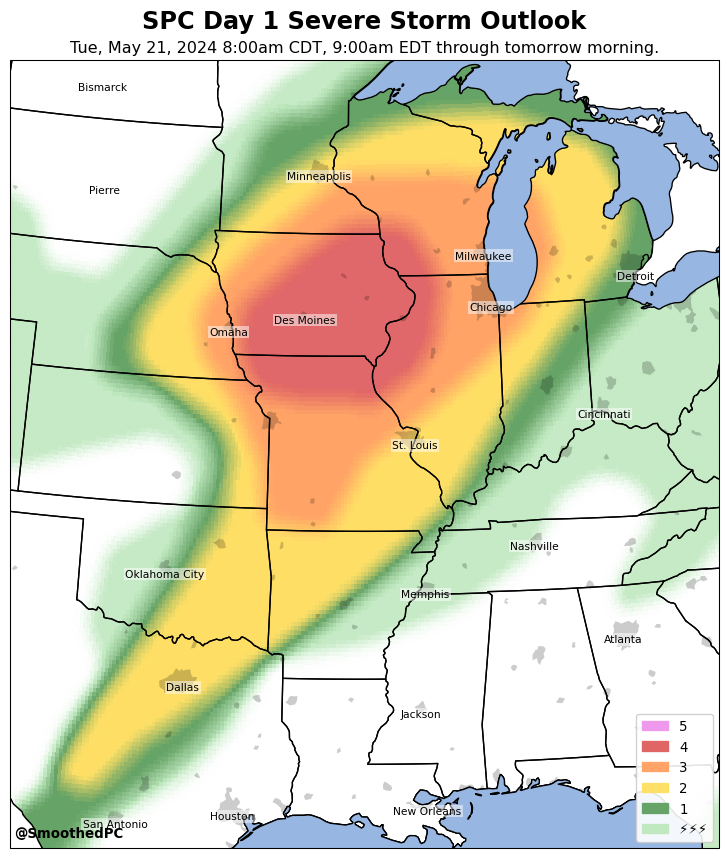 SPC Day 1 Severe Storm Outlook
Tue, May 21, 2024 8:00am CDT, 9:00am EDT through tomorrow morning.
Bismarck
Minneapolis
Pierre
Milwaukee
Detroit
Chicago
Des Moines
Omaha
Cincinnati
St. Louis
Nashville
Oklahoma City
Memphis
Atlanta
Dallas
Jackson
5
4
3
2
1
⚡⚡⚡
New Orleans
Houston
San Antonio
@SmoothedPC